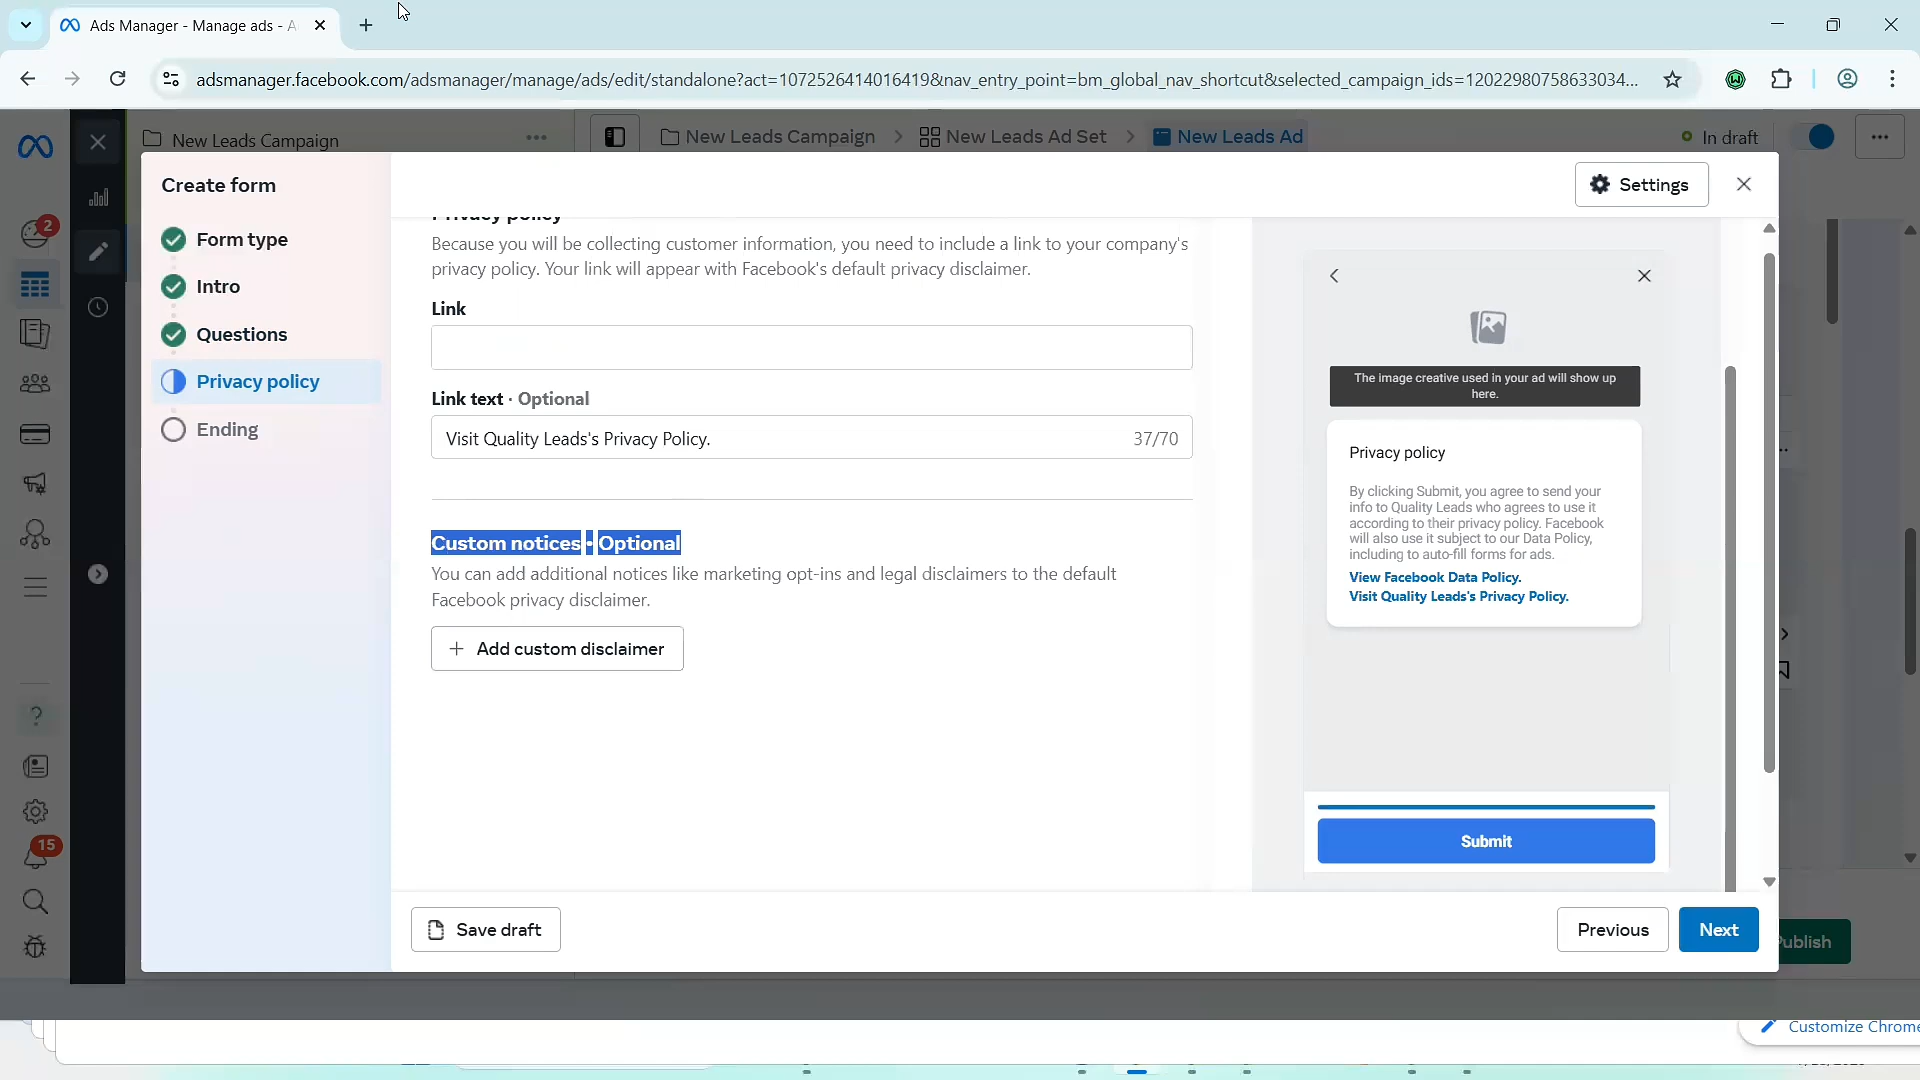 Ads Manager - Manage ads - A
adsmanager.facebook.com/adsmanager/manage/ads/edit/standalone?act=1072526414016419&nav_entry_point=bm_global_nav_shortcut&selected_campaign_ids=12022980758633034...
New Leads Campaign
New Leads Campaign
New Leads Ad Set
New Leads Ad
In draft
Create form
Settings
Form type
Intro
Questions
Privacy policy
Ending
Privacy policy
Because you will be collecting customer information, you need to include a link to your company's
privacy policy. Your link will appear with Facebook's default privacy disclaimer.
Link
Link text · Optional
Visit Quality Leads's Privacy Policy.
37/70
Custom notices · Optional
You can add additional notices like marketing opt-ins and legal disclaimers to the default
Facebook privacy disclaimer.
+ Add custom disclaimer
The image creative used in your ad will show up
here.
Privacy policy
By clicking Submit, you agree to send your
info to Quality Leads who agrees to use it
according to their privacy policy. Facebook
will also use it subject to our Data Policy,
including to auto-fill forms for ads.
View Facebook Data Policy.
Visit Quality Leads's Privacy Policy.
Submit
Save draft
Previous
Next
Publish
2
15
Customize Chrome